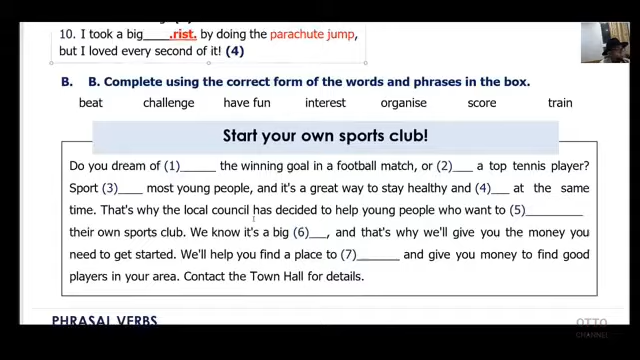 10. I took a big____.rist. by doing the parachute jump,
but I loved every second of it! (4)
B. B. Complete using the correct form of the words and phrases in the box.
beat challenge have fun interest organise score train
Start your own sports club!
Do you dream of (1)______ the winning goal in a football match, or (2)___ a top tennis player?
Sport (3)____ most young people, and it's a great way to stay healthy and (4)___ at the same
time. That's why the local council has decided to help young people who want to (5)__________
their own sports club. We know it's a big (6)___, and that's why we'll give you the money you
need to get started. We'll help you find a place to (7)_______ and give you money to find good
players in your area. Contact the Town Hall for details.
PHRASAL VERBS
OTTO
CHANNEL